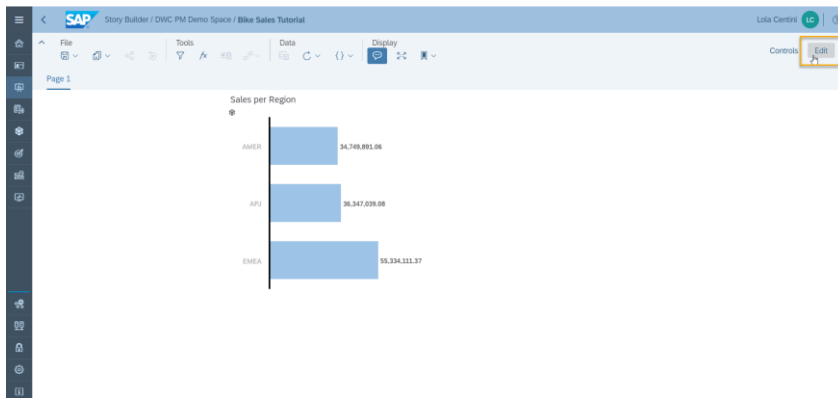 SAP Story Builder / DWC PM Demo Space / Bike Sales Tutorial Lola Centini LC
File Tools Data Display
fx Controls Edit
Page 1
Sales per Region
AMER 34,749,891.06
APJ 36,347,039.08
EMEA 55,334,111.37